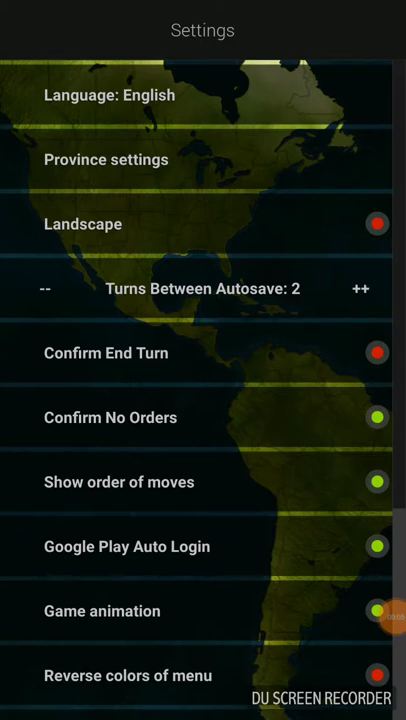 Settings
Language: English
Province settings
Landscape
-- Turns Between Autosave: 2 ++
Confirm End Turn
Confirm No Orders
Show order of moves
Google Play Auto Login
Game animation
Reverse colors of menu
DU SCREEN RECORDER